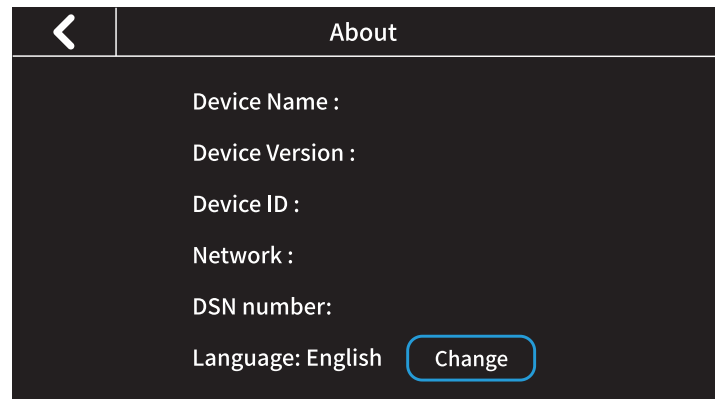 About
Device Name :
Device Version :
Device ID :
Network :
DSN number:
Language: English Change